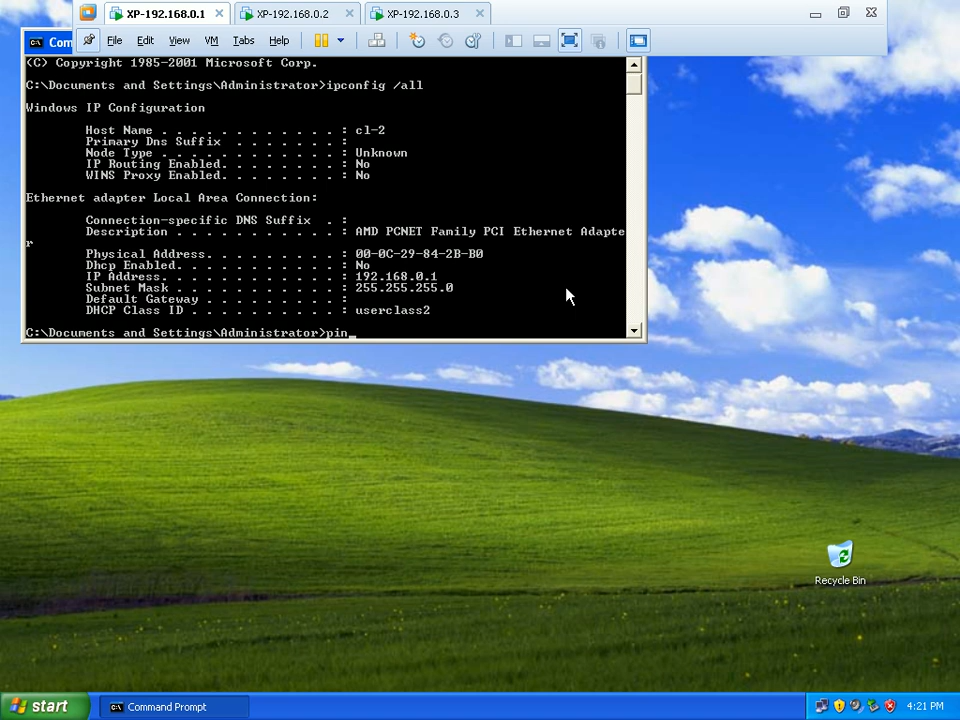 XP-192.168.0.1 XP-192.168.0.2 XP-192.168.0.3
Comm File Edit View VM Tabs Help
(C) Copyright 1985-2001 Microsoft Corp.
C:\Documents and Settings\Administrator>ipconfig /all
Windows IP Configuration
Host Name . . . . . . . . . . . . : cl-2
Primary Dns Suffix . . . . . . . :
Node Type . . . . . . . . . . . . : Unknown
IP Routing Enabled. . . . . . . . : No
WINS Proxy Enabled. . . . . . . . : No
Ethernet adapter Local Area Connection:
Connection-specific DNS Suffix . :
Description . . . . . . . . . . . : AMD PCNET Family PCI Ethernet Adapte
r
Physical Address. . . . . . . . . : 00-0C-29-84-2B-B0
Dhcp Enabled. . . . . . . . . . . : No
IP Address. . . . . . . . . . . . : 192.168.0.1
Subnet Mask . . . . . . . . . . . : 255.255.255.0
Default Gateway . . . . . . . . . :
DHCP Class ID . . . . . . . . . . : userclass2
C:\Documents and Settings\Administrator>pin_
Recycle Bin
start Command Prompt 4:21 PM